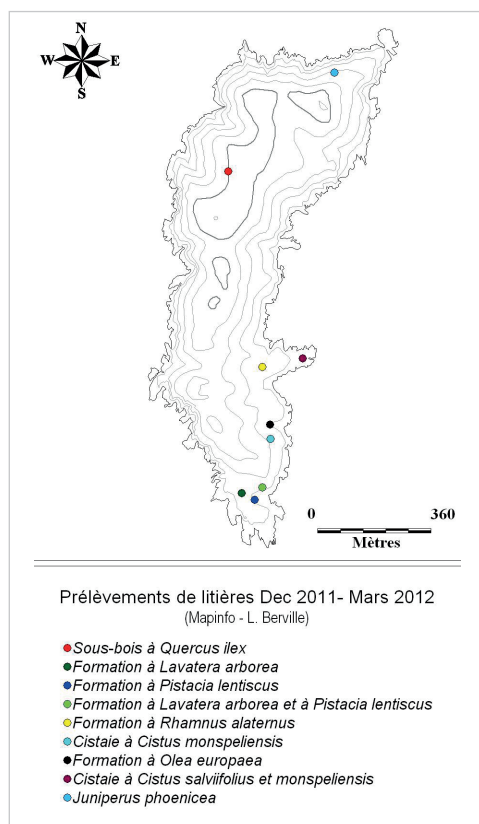 N
W E
S
0 360
Mètres
Prélèvements de litières Dec 2011- Mars 2012
(Mapinfo - L. Berville)
Sous-bois à Quercus ilex
Formation à Lavatera arborea
Formation à Pistacia lentiscus
Formation à Lavatera arborea et à Pistacia lentiscus
Formation à Rhamnus alaternus
Cistaie à Cistus monspeliensis
Formation à Olea europaea
Cistaie à Cistus salviifolius et monspeliensis
Juniperus phoenicea